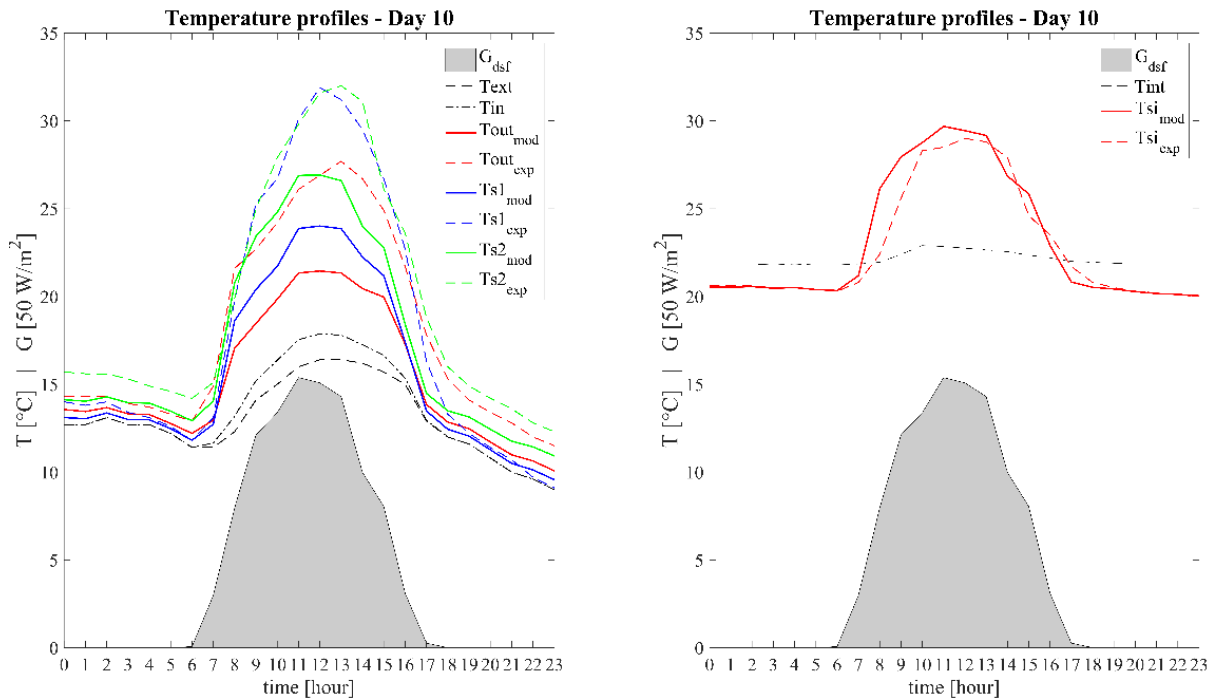 Temperature profiles - Day 10
T [°C] | G [50 W/m²]
35
30
25
20
15
10
5
0
G_dsf
Text
Tin
Tout_mod
Tout_exp
Ts1_mod
Ts1_exp
Ts2_mod
Ts2_exp
0 1 2 3 4 5 6 7 8 9 10 11 12 13 14 15 16 17 18 19 20 21 22 23
time [hour]
Temperature profiles - Day 10
T [°C] | G [50 W/m²]
35
30
25
20
15
10
5
0
G_dsf
Tint
Tsi_mod
Tsi_exp
0 1 2 3 4 5 6 7 8 9 10 11 12 13 14 15 16 17 18 19 20 21 22 23
time [hour]